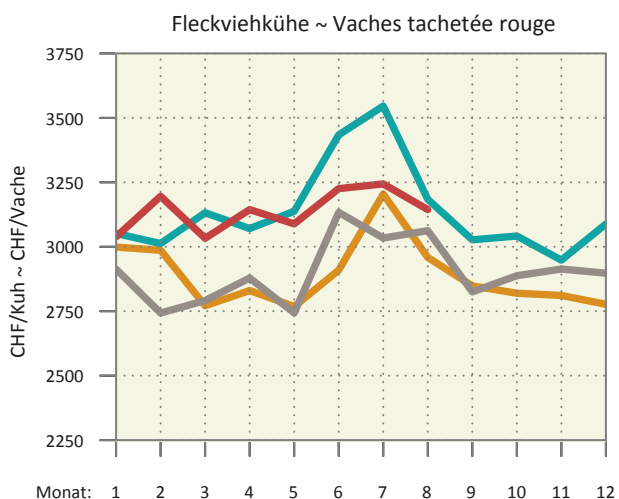 Fleckviehkühe ~ Vaches tachetée rouge
CHF/Kuh ~ CHF/Vache
3750
3500
3250
3000
2750
2500
2250
Monat: 1 2 3 4 5 6 7 8 9 10 11 12